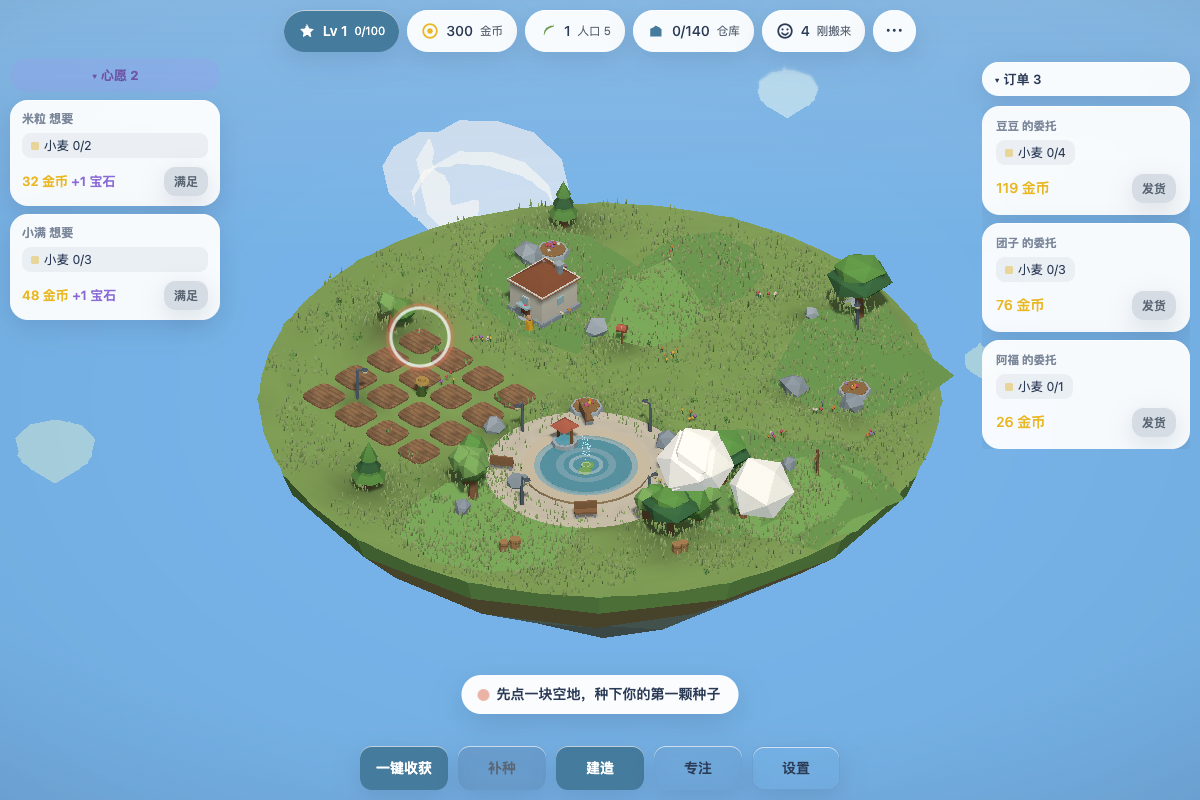 Lv 1 0/100
300 金币
1 人口 5
0/140 仓库
4 刚搬来
心愿 2
米粒 想要
小麦 0/2
32 金币 +1 宝石
满足
小满 想要
小麦 0/3
48 金币 +1 宝石
满足
订单 3
豆豆 的委托
小麦 0/4
119 金币
发货
团子 的委托
小麦 0/3
76 金币
发货
阿福 的委托
小麦 0/1
26 金币
发货
先点一块空地，种下你的第一颗种子
一键收获
补种
建造
专注
设置